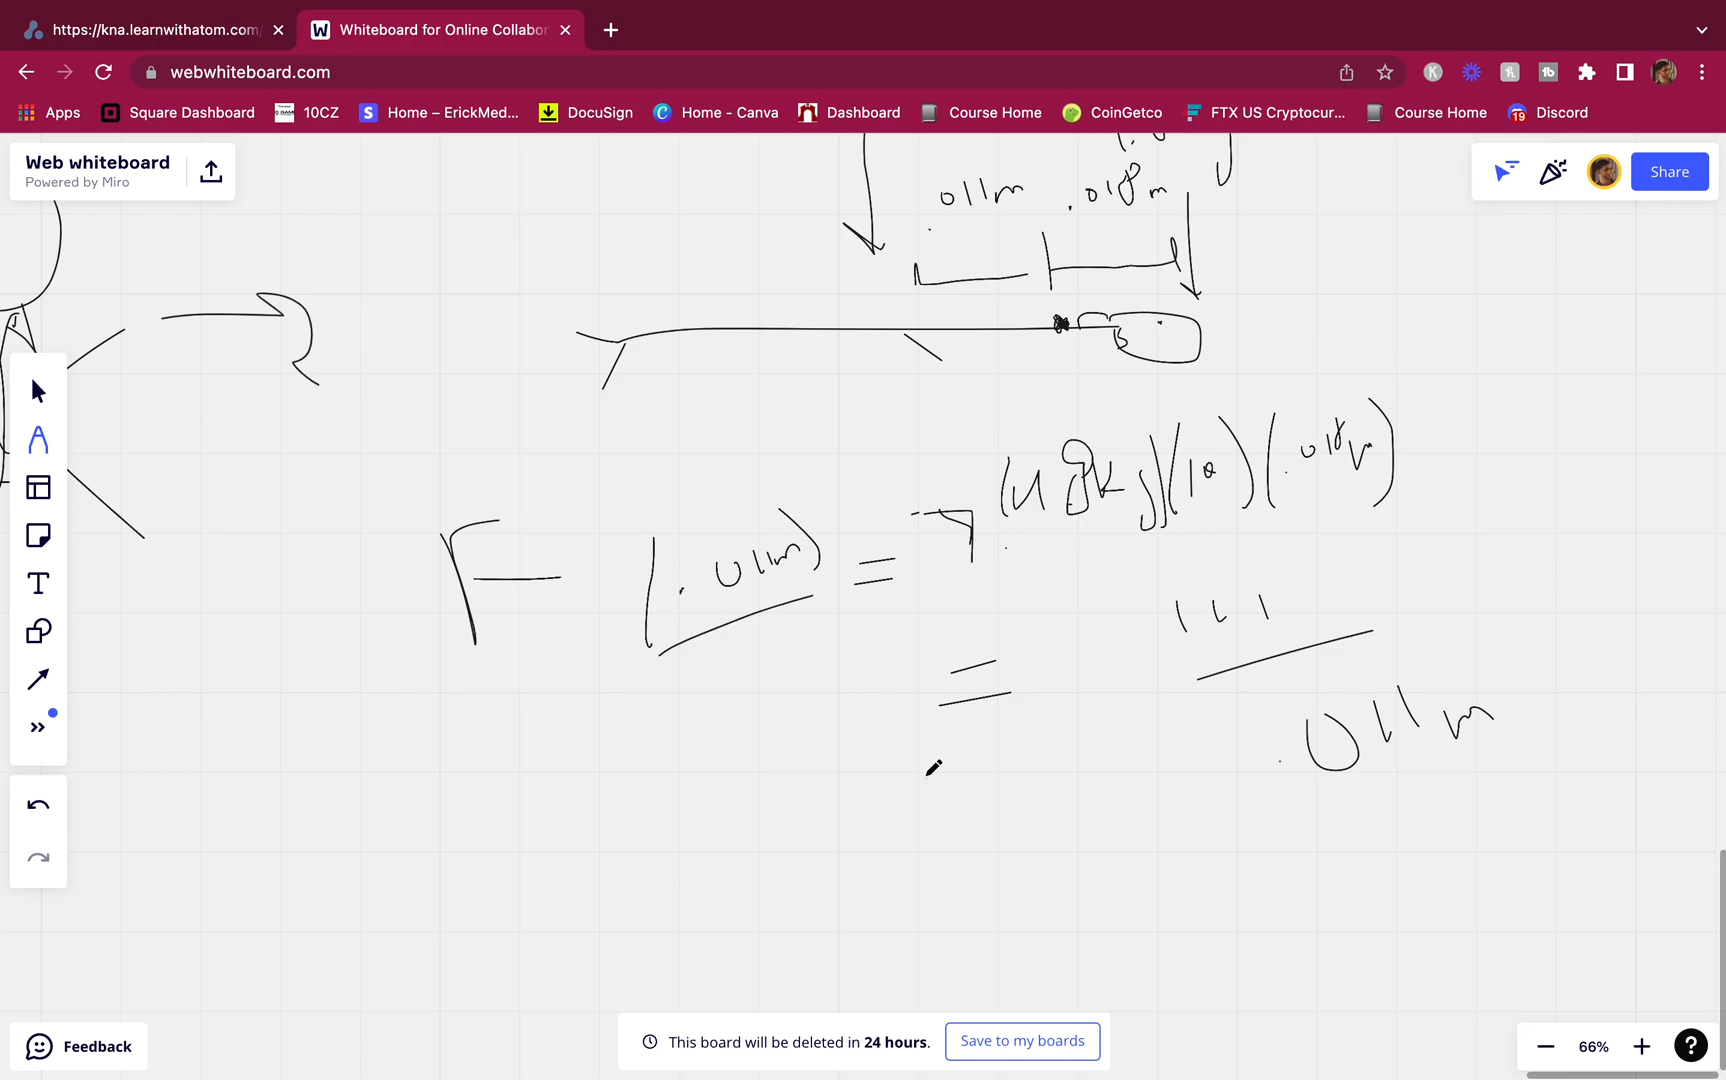 https://kna.learnwithatom.com/
Whiteboard for Online Collabor
webwhiteboard.com
Apps
Square Dashboard
10CZ
Home – ErickMed...
DocuSign
Home - Canva
Dashboard
Course Home
CoinGetco
FTX US Cryptocur...
Course Home
19
Discord
Web whiteboard
Powered by Miro
Share
.011m .018m
F (.011m) =
(10) (.018m)
=
.011m
Feedback
This board will be deleted in 24 hours.
Save to my boards
66%